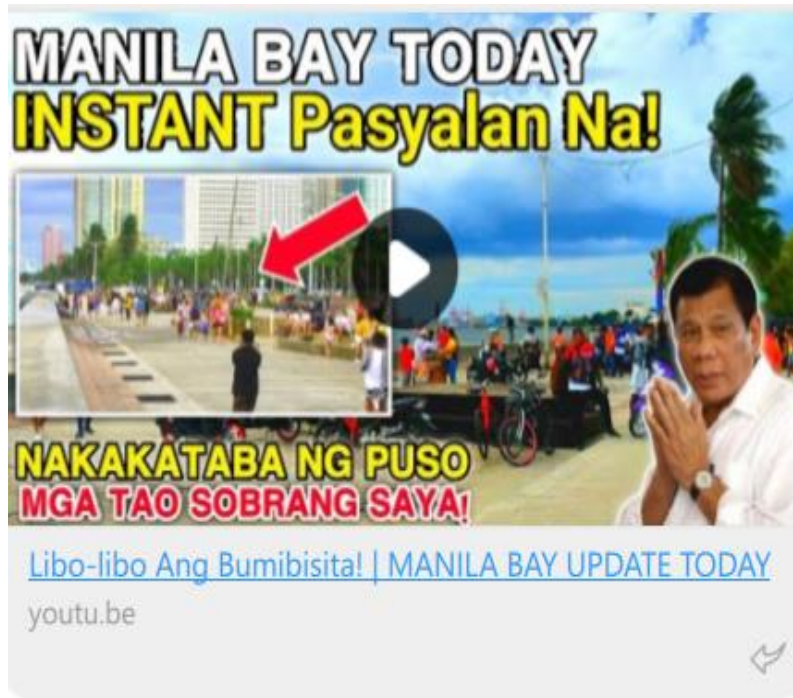 MANILA BAY TODAY
INSTANT Pasyalan Na!
NAKAKATABA NG PUSO
MGA TAO SOBRANG SAYA!
Libo-libo Ang Bumibisita! | MANILA BAY UPDATE TODAY
youtu.be